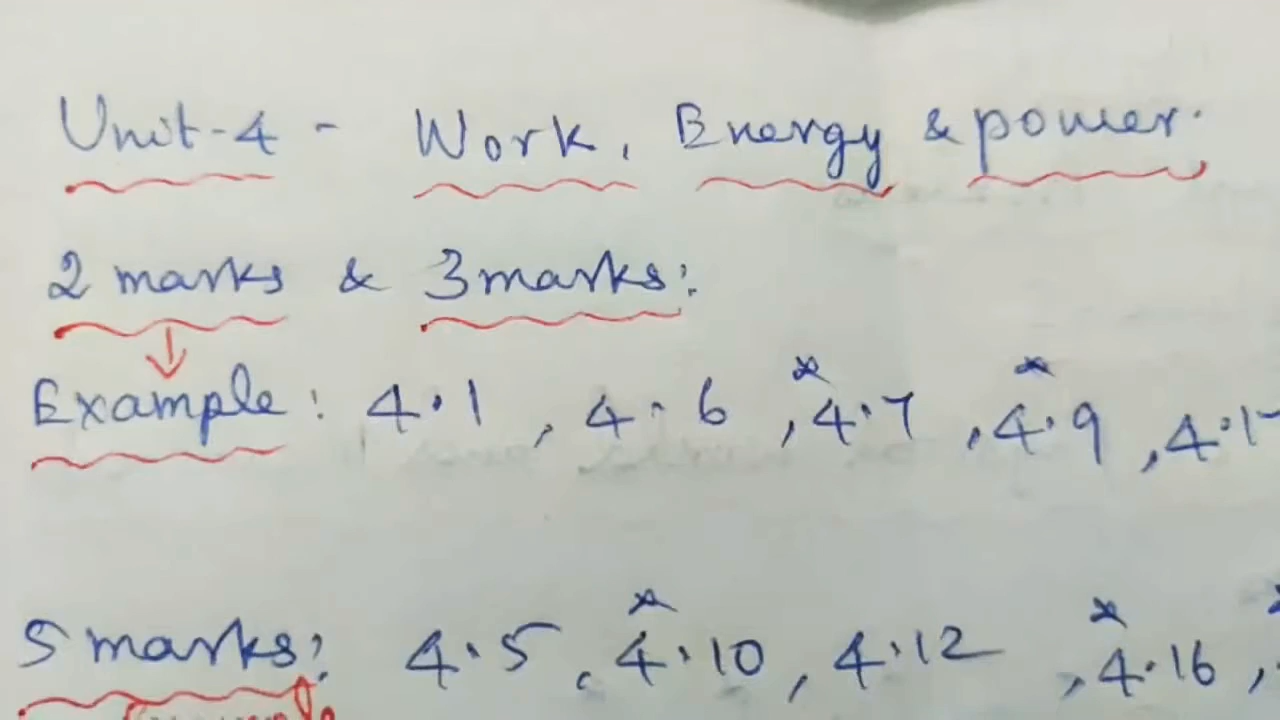 Unit-4 - Work, Energy & power.
2 marks & 3 marks:
Example: 4.1, 4.6, 4.7, 4.9,
5 marks: 4.5, 4.10, 4.12, 4.16,